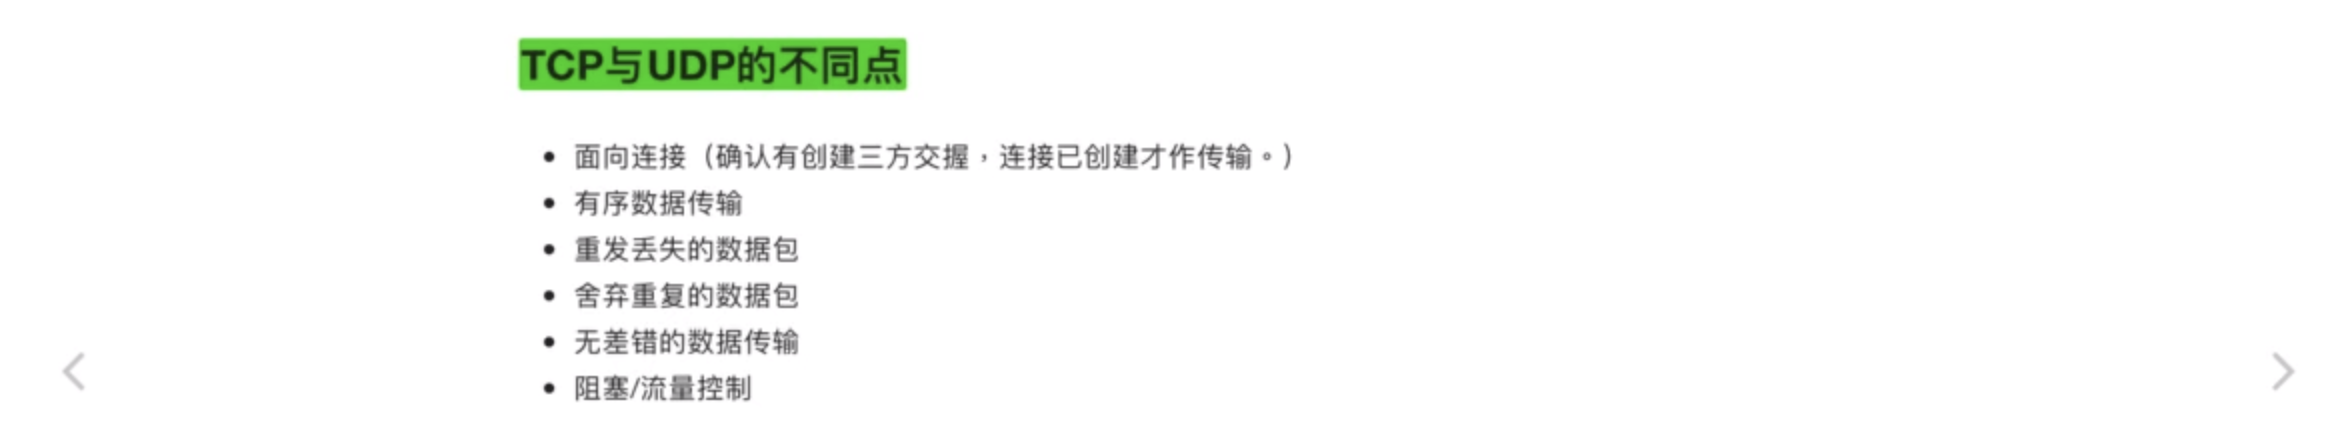 TCP与UDP的不同点
面向连接（确认有创建三方交握，连接已创建才作传输。）
有序数据传输
重发丢失的数据包
舍弃重复的数据包
无差错的数据传输
阻塞/流量控制